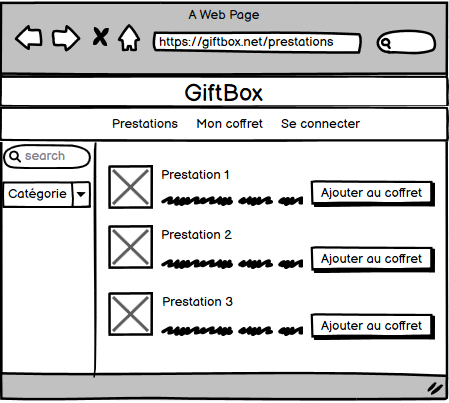 A Web Page
https://giftbox.net/prestations
GiftBox
Prestations Mon coffret Se connecter
search
Catégorie
Prestation 1
Ajouter au coffret
Prestation 2
Ajouter au coffret
Prestation 3
Ajouter au coffret